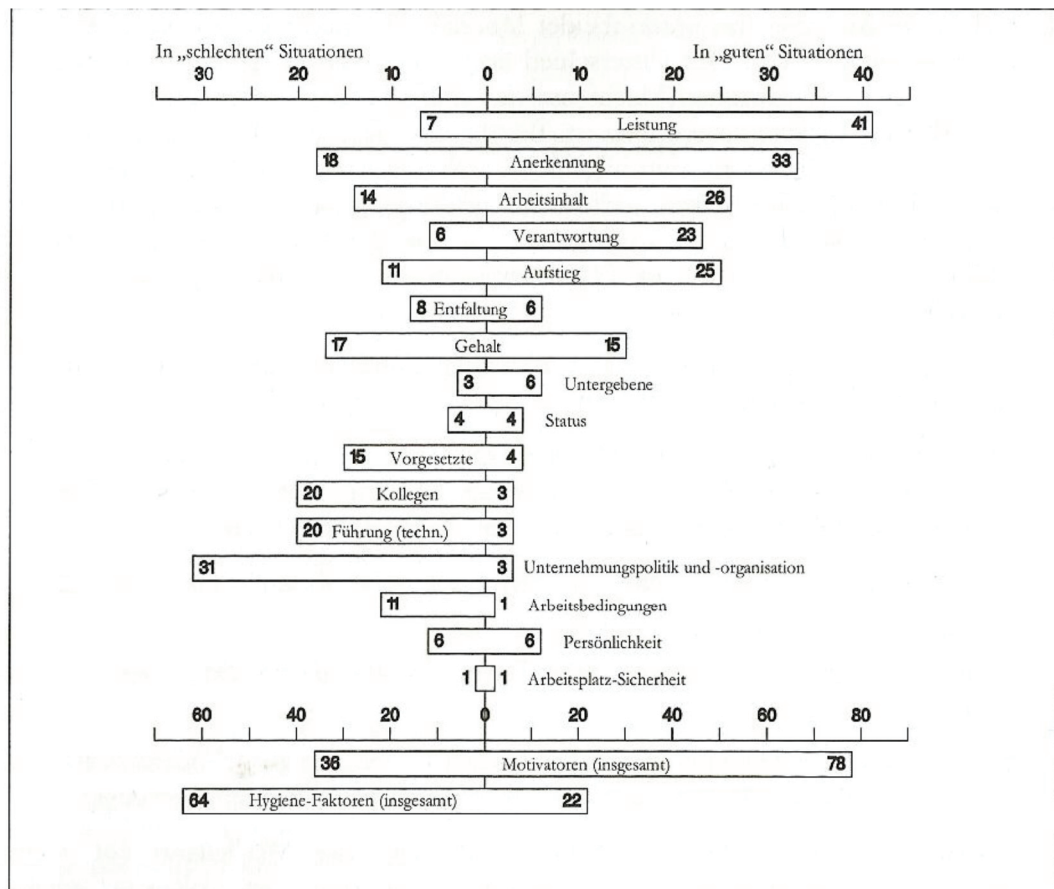 In „schlechten“ Situationen In „guten“ Situationen
30 20 10 0 10 20 30 40
7 Leistung 41
18 Anerkennung 33
14 Arbeitsinhalt 26
6 Verantwortung 23
11 Aufstieg 25
8 Entfaltung 6
17 Gehalt 15
3 6 Untergebene
4 4 Status
15 Vorgesetzte 4
20 Kollegen 3
20 Führung (techn.) 3
31 3 Unternehmungspolitik und -organisation
11 1 Arbeitsbedingungen
6 6 Persönlichkeit
1 1 Arbeitsplatz-Sicherheit
60 40 20 0 20 40 60 80
36 Motivatoren (insgesamt) 78
64 Hygiene-Faktoren (insgesamt) 22